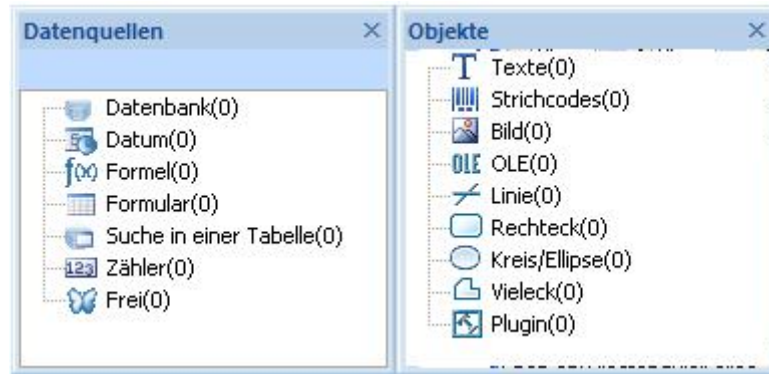 Datenquellen
Datenbank(0)
Datum(0)
Formel(0)
Formular(0)
Suche in einer Tabelle(0)
Zähler(0)
Frei(0)
Objekte
Texte(0)
Strichcodes(0)
Bild(0)
OLE(0)
Linie(0)
Rechteck(0)
Kreis/Ellipse(0)
Vieleck(0)
Plugin(0)